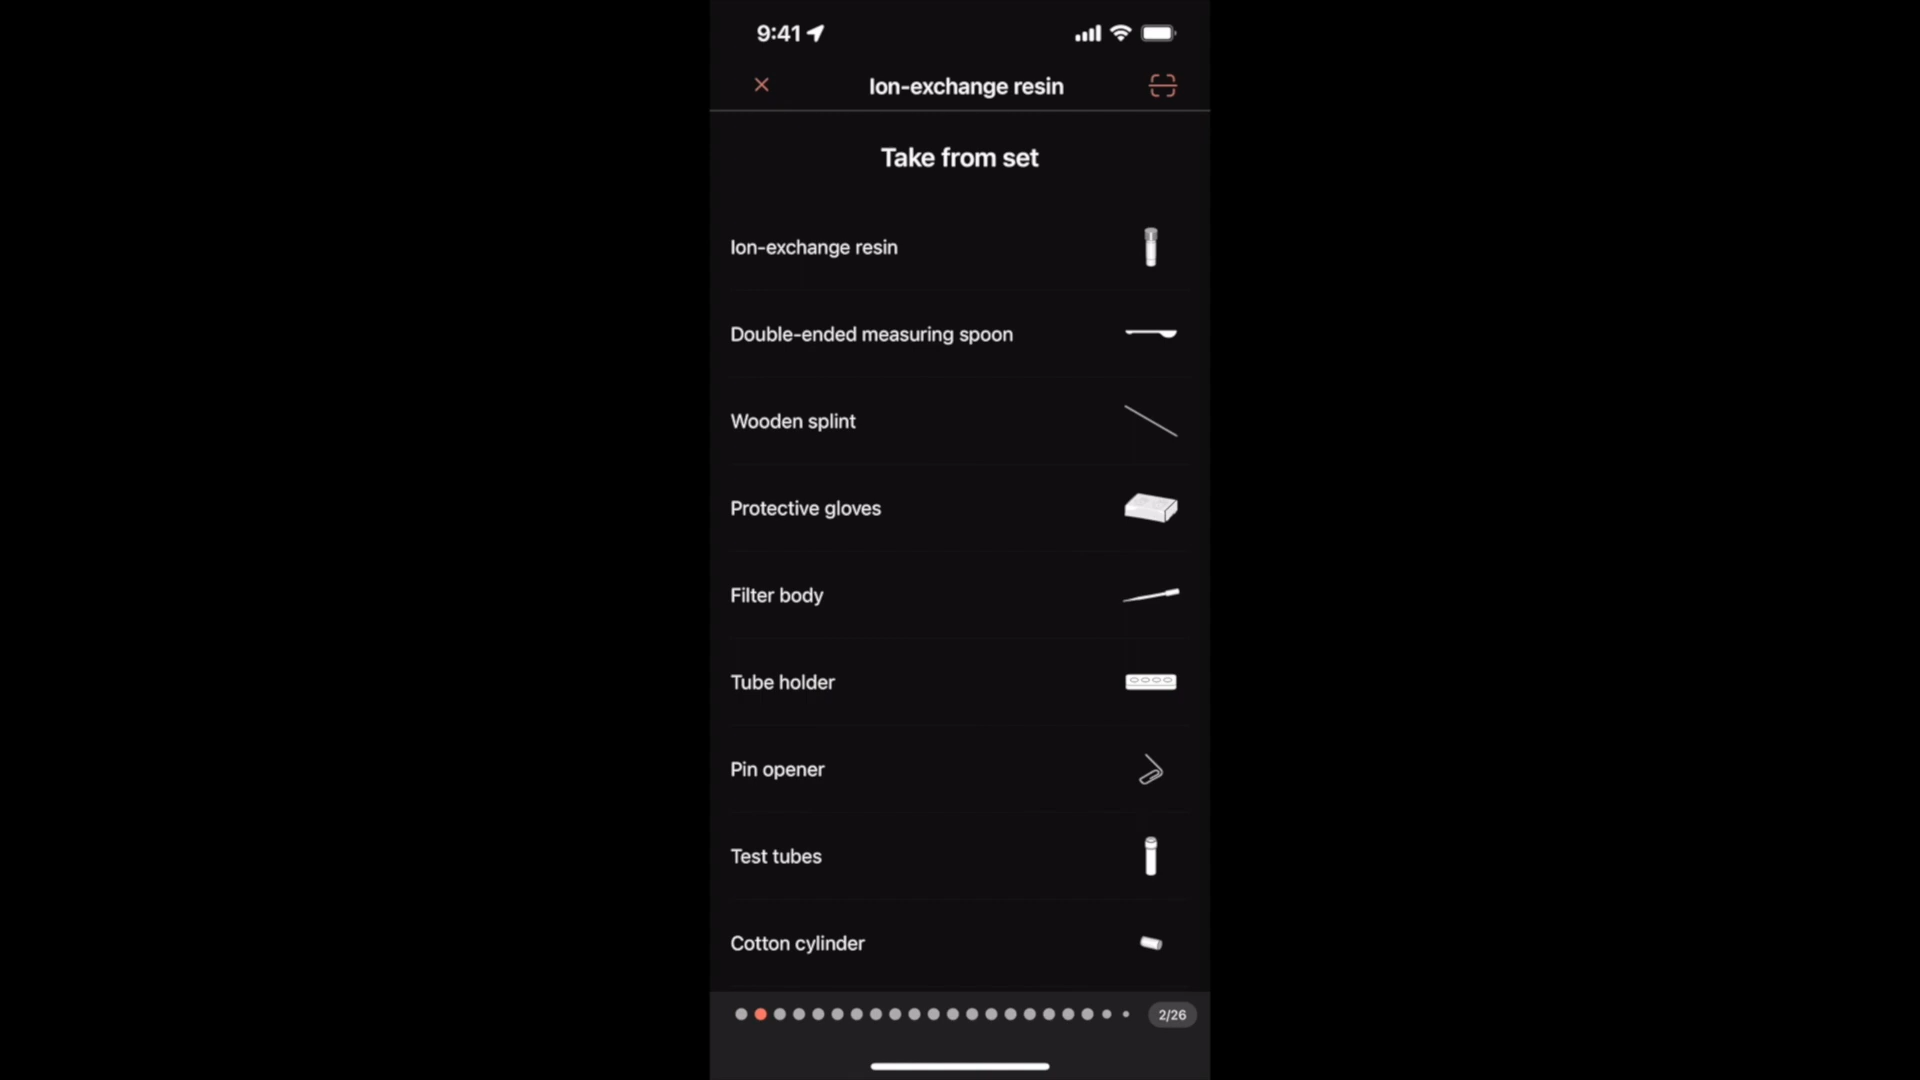 9:41
Ion-exchange resin
Take from set
Ion-exchange resin
Double-ended measuring spoon
Wooden splint
Protective gloves
Filter body
Tube holder
Pin opener
Test tubes
Cotton cylinder
2/26